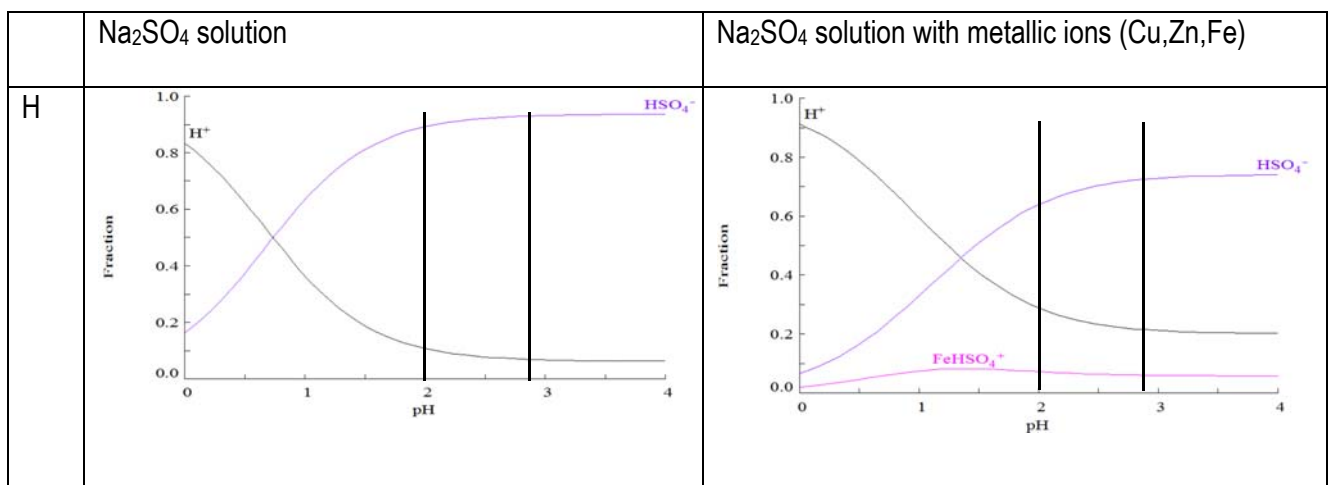 Na₂SO₄ solution
Na₂SO₄ solution with metallic ions (Cu,Zn,Fe)
H
1.0
HSO₄⁻
H⁺
0.8
0.6
Fraction
0.4
0.2
0.0
0 1 2 3 4
pH
1.0
H⁺
0.8
HSO₄⁻
0.6
Fraction
0.4
0.2
FeHSO₄⁺
0.0
0 1 2 3 4
pH